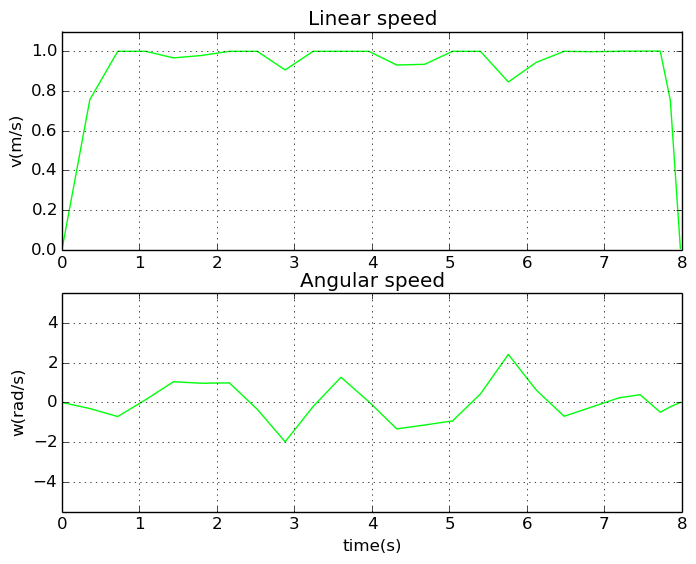 Linear speed
1.0
0.8
0.6
0.4
0.2
0.0
v(m/s)
0 1 2 3 4 5 6 7 8
Angular speed
4
2
0
−2
−4
w(rad/s)
0 1 2 3 4 5 6 7 8
time(s)